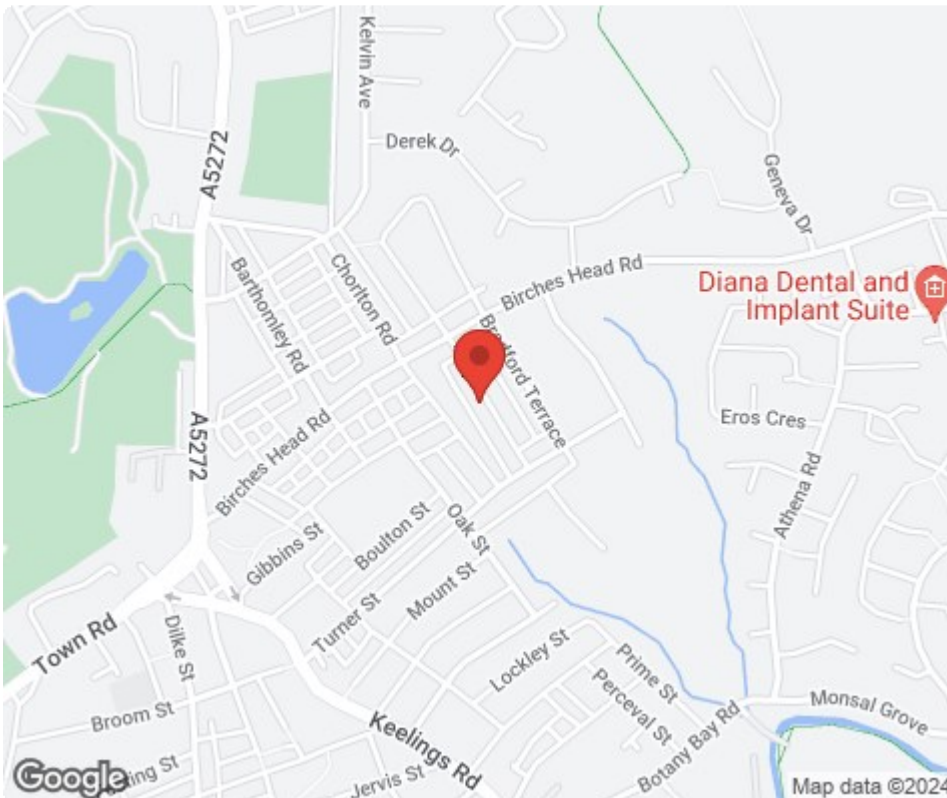 Kelvin Ave
A5272
Derek Dr
Geneva Dr
Chorlton Rd
Barthomley Rd
Birches Head Rd
Diana Dental and
Implant Suite
Bradford Terrace
A5272
Birches Head Rd
Eros Cres
Athena Rd
Oak St
Boulton St
Gibbins St
Mount St
Turner St
Dilke St
Town Rd
Lockley St
Prime St
Perceval St
Broom St
Monsal Grove
Botany Bay Rd
Keelings Rd
Jervis St
Google
St
Map data ©2024